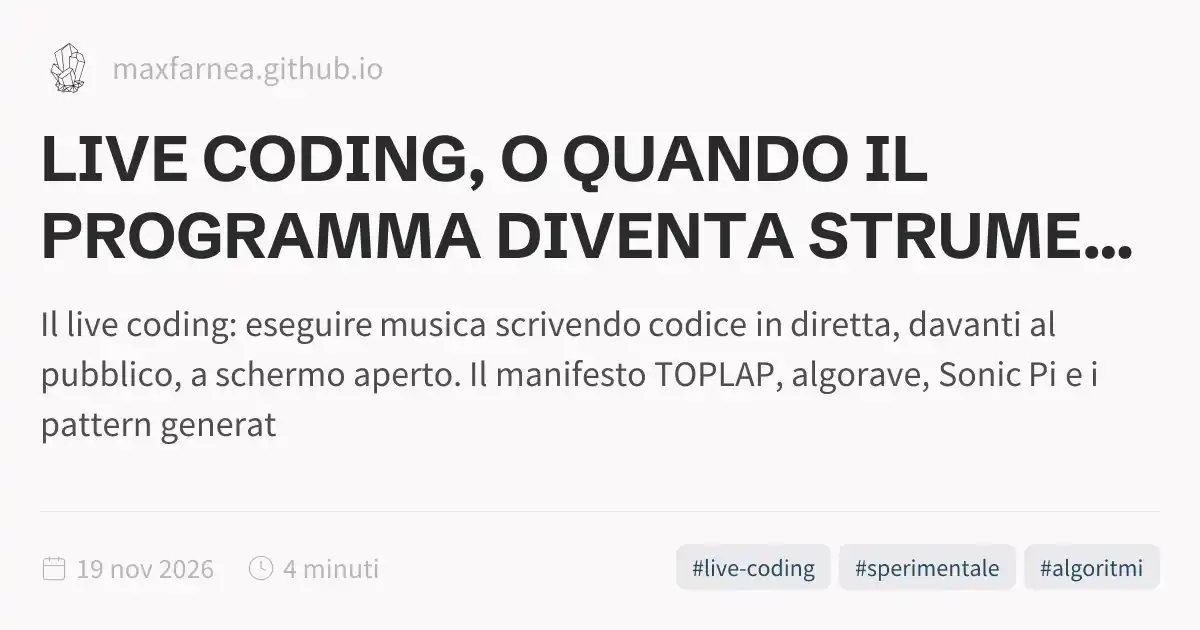 maxfarnea.github.io
LIVE CODING, O QUANDO IL
PROGRAMMA DIVENTA STRUME...
Il live coding: eseguire musica scrivendo codice in diretta, davanti al
pubblico, a schermo aperto. Il manifesto TOPLAP, algorave, Sonic Pi e i
pattern generat
19 nov 2026 4 minuti #live-coding #sperimentale #algoritmi